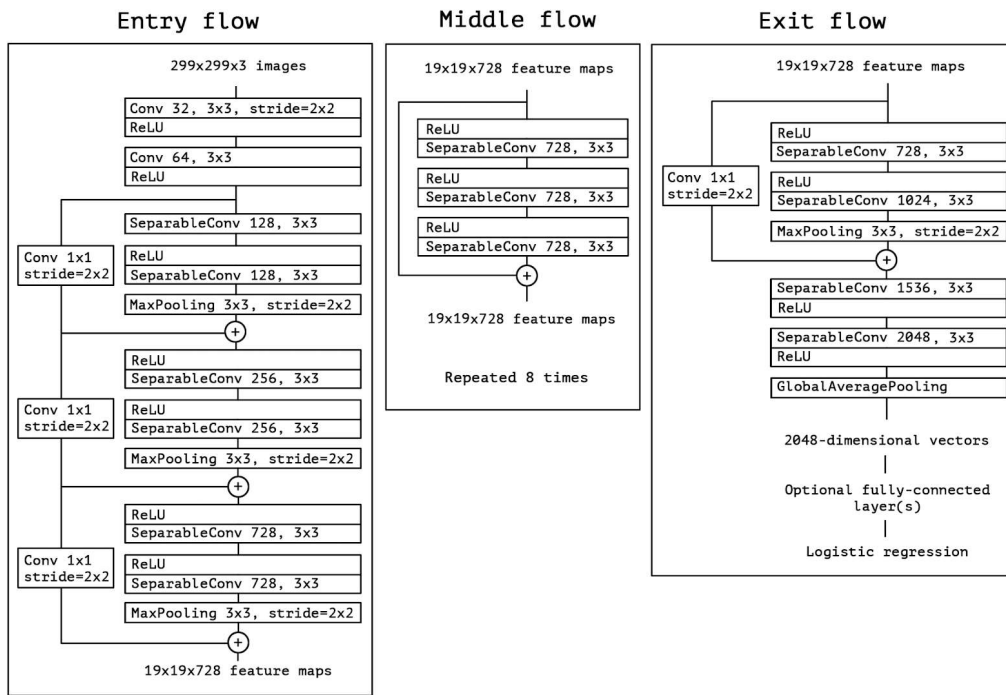 Entry flow
299x299x3 images
Conv 32, 3x3, stride=2x2
ReLU
Conv 64, 3x3
ReLU
SeparableConv 128, 3x3
Conv 1x1
stride=2x2
ReLU
SeparableConv 128, 3x3
MaxPooling 3x3, stride=2x2
+
ReLU
SeparableConv 256, 3x3
Conv 1x1
stride=2x2
ReLU
SeparableConv 256, 3x3
MaxPooling 3x3, stride=2x2
+
ReLU
SeparableConv 728, 3x3
Conv 1x1
stride=2x2
ReLU
SeparableConv 728, 3x3
MaxPooling 3x3, stride=2x2
+
19x19x728 feature maps
Middle flow
19x19x728 feature maps
ReLU
SeparableConv 728, 3x3
ReLU
SeparableConv 728, 3x3
ReLU
SeparableConv 728, 3x3
+
19x19x728 feature maps
Repeated 8 times
Exit flow
19x19x728 feature maps
ReLU
SeparableConv 728, 3x3
Conv 1x1
stride=2x2
ReLU
SeparableConv 1024, 3x3
MaxPooling 3x3, stride=2x2
+
SeparableConv 1536, 3x3
ReLU
SeparableConv 2048, 3x3
ReLU
GlobalAveragePooling
2048-dimensional vectors
Optional fully-connected
layer(s)
Logistic regression